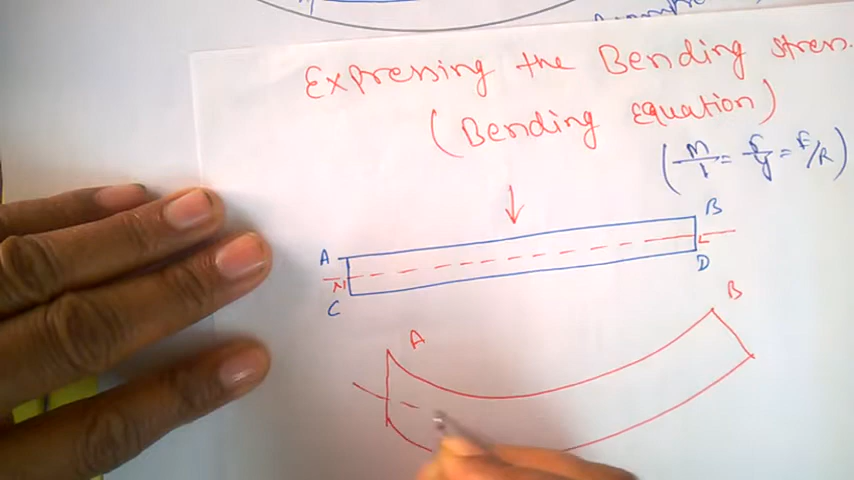 Expressing the Bending stress.
(Bending Equation)
(M/I = F/y = E/R)
B
A
N
L
C
D
B
A